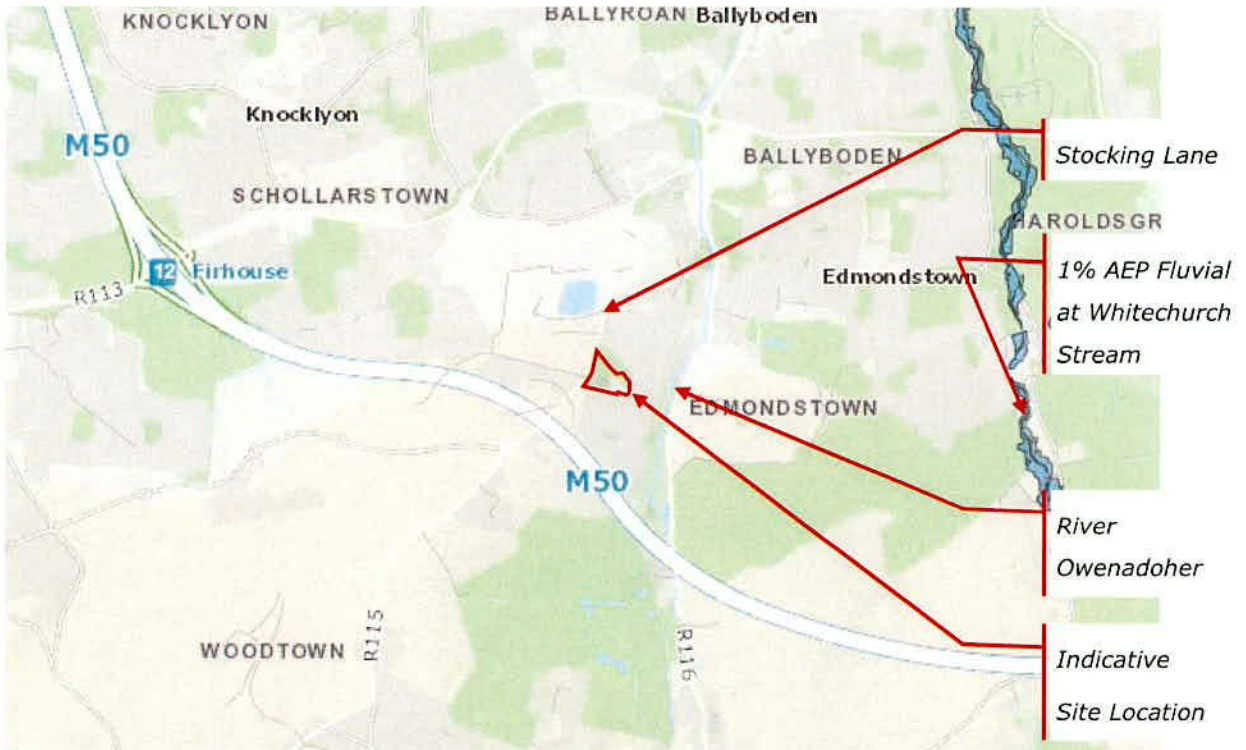 KNOCKLYON
BALLYROAN
Ballyboden
Knocklyon
M50
BALLYBODEN
Stocking Lane
SCHOLLARSTOWN
HAROLDSGR
12
Firhouse
Edmondstown
1% AEP Fluvial
at Whitechurch
Stream
R113
EDMONDSTOWN
M50
River
Owenadoher
R115
R116
WOODTOWN
Indicative
Site Location